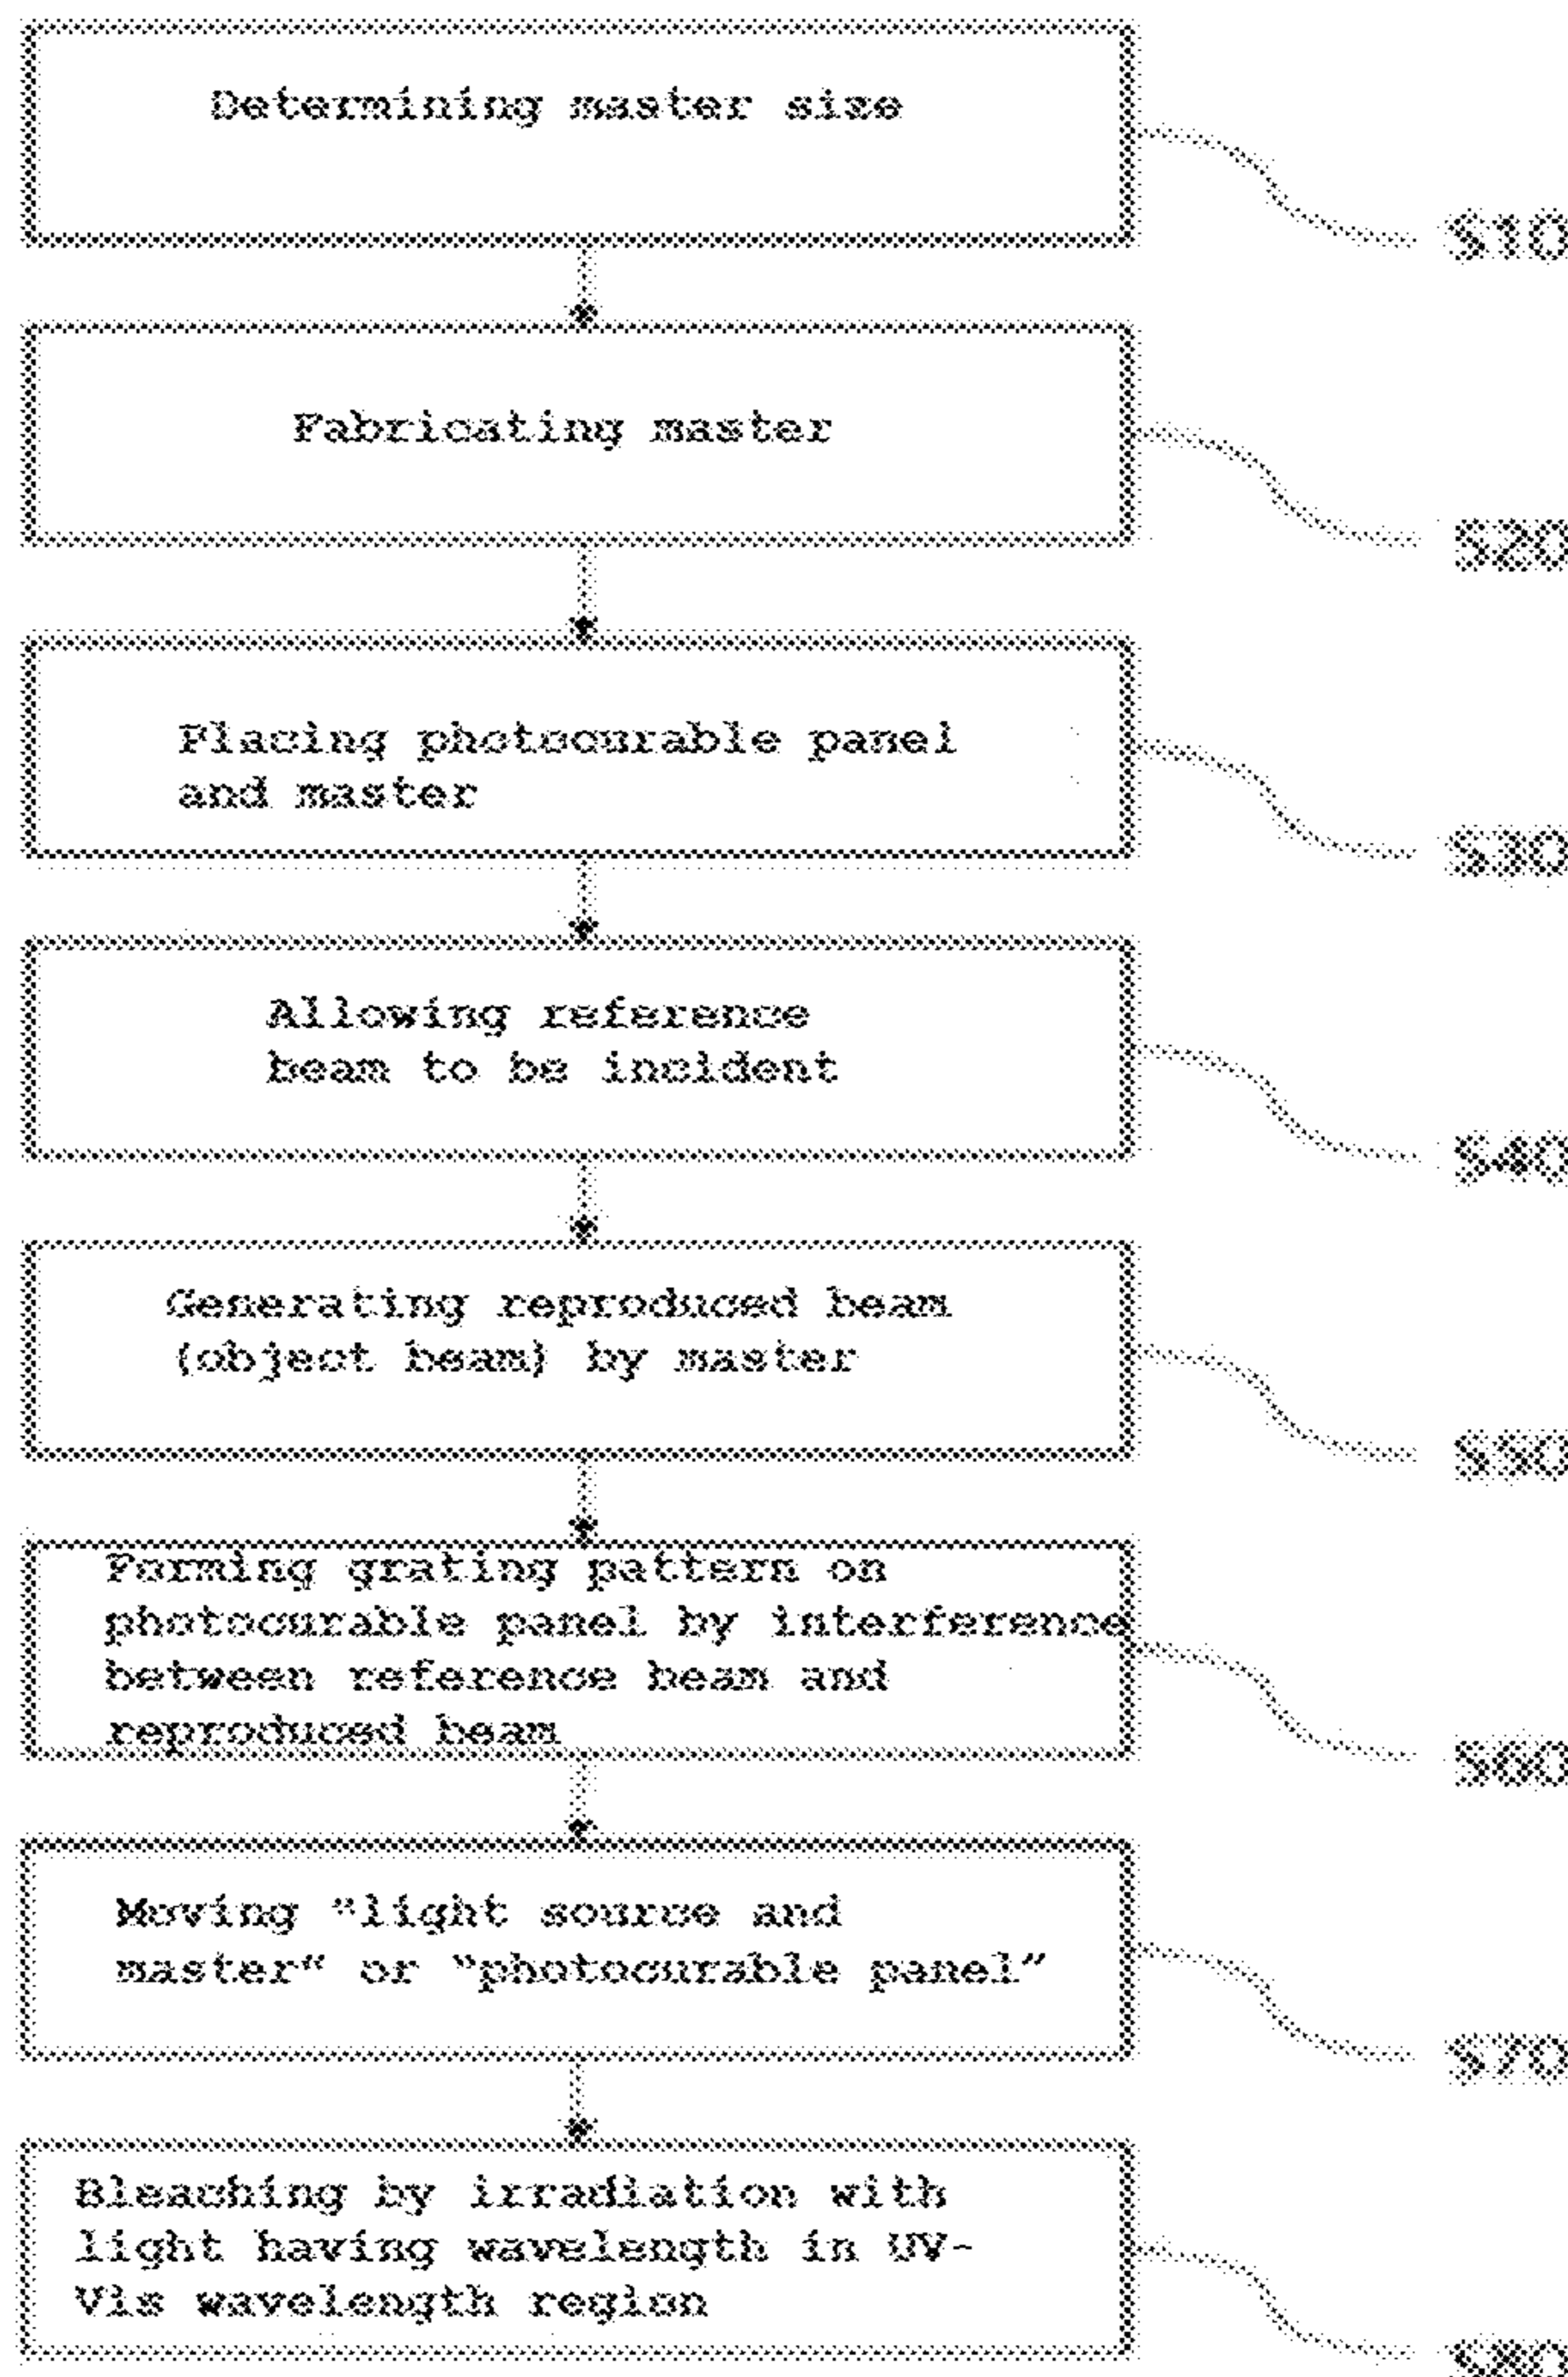 Determining master size
S10
Fabricating master
S20
Placing photocurable panel
and master
S30
Allowing reference
beam to be incident
S40
Generating reproduced beam
(object beam) by master
S50
Forming grating pattern on
photocurable panel by interference
between reference beam and
reproduced beam
S60
Moving "light source and
master" or "photocurable panel"
S70
Bleaching by irradiation with
light having wavelength in UV-
Vis wavelength region
S80